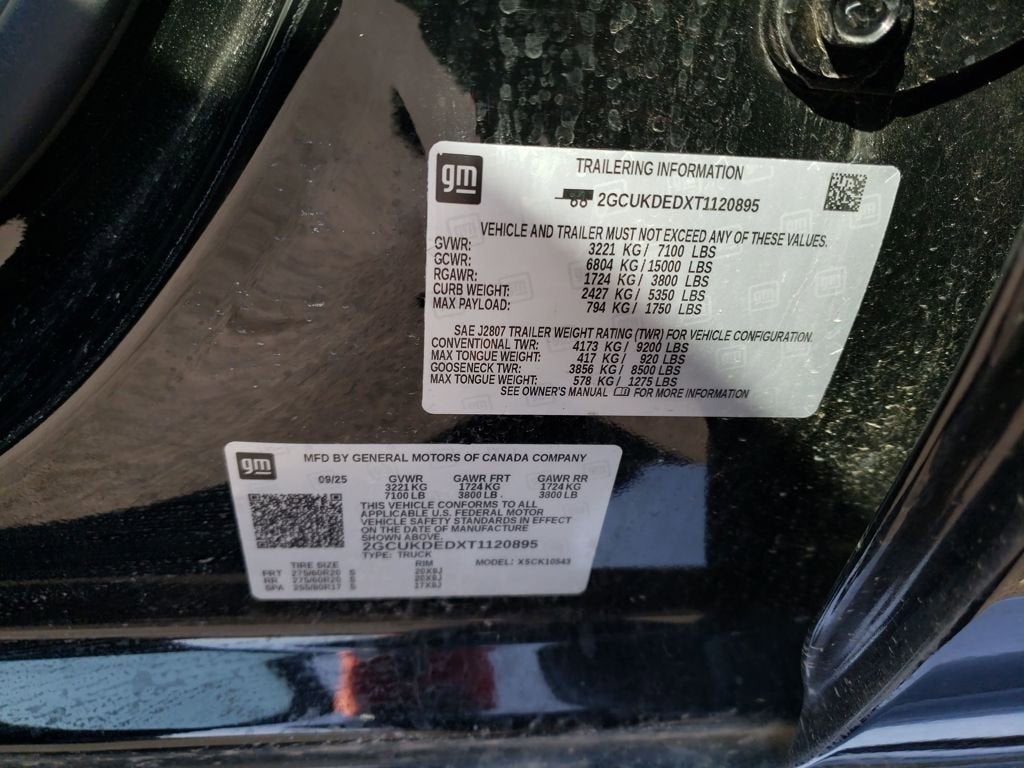 gm
TRAILERING INFORMATION
2GCUKDEDXT1120895
VEHICLE AND TRAILER MUST NOT EXCEED ANY OF THESE VALUES.
GVWR: 3221 KG / 7100 LBS
GCWR: 6804 KG / 15000 LBS
RGAWR: 1724 KG / 3800 LBS
CURB WEIGHT: 2427 KG / 5350 LBS
MAX PAYLOAD: 794 KG / 1750 LBS
SAE J2807 TRAILER WEIGHT RATING (TWR) FOR VEHICLE CONFIGURATION.
CONVENTIONAL TWR: 4173 KG / 9200 LBS
MAX TONGUE WEIGHT: 417 KG / 920 LBS
GOOSENECK TWR: 3856 KG / 8500 LBS
MAX TONGUE WEIGHT: 578 KG / 1275 LBS
SEE OWNER'S MANUAL FOR MORE INFORMATION
gm
MFD BY GENERAL MOTORS OF CANADA COMPANY
09/25 GVWR GAWR FRT GAWR RR
3221 KG 1724 KG 1724 KG
7100 LB 3800 LB 3800 LB
THIS VEHICLE CONFORMS TO ALL
APPLICABLE U.S. FEDERAL MOTOR
VEHICLE SAFETY STANDARDS IN EFFECT
ON THE DATE OF MANUFACTURE
SHOWN ABOVE.
2GCUKDEDXT1120895
TYPE: TRUCK
TIRE SIZE RIM MODEL: XSCK10543
FRT 275/60R20 S 20X8J
RR 275/60R20 S 20X8J
SPA 255/80R17 S 17X8J